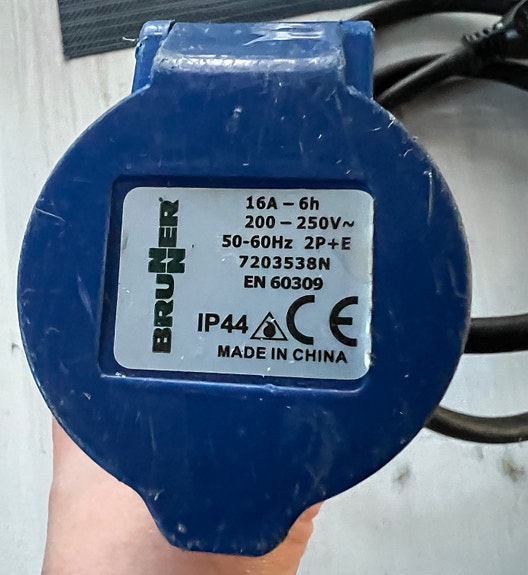 BRUNNER
16A – 6h
200 – 250V~
50-60Hz 2P+E
7203538N
EN 60309
IP44 CE
MADE IN CHINA